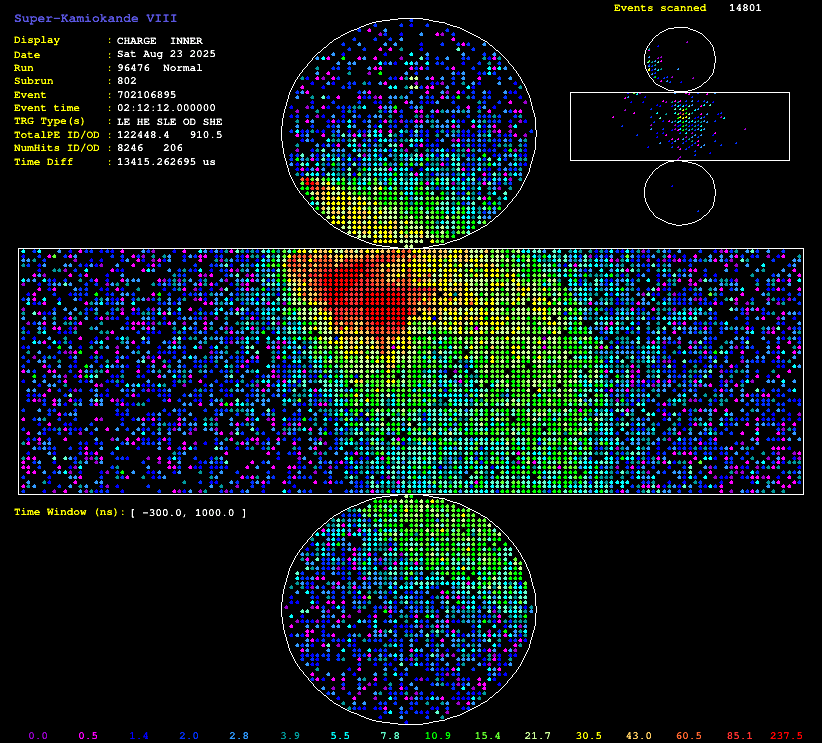 Super-Kamiokande VIII
Events scanned 14801
Display : CHARGE INNER
Date : Sat Aug 23 2025
Run : 96476 Normal
Subrun : 802
Event : 702106895
Event time : 02:12:12.000000
TRG Type(s) : LE HE SLE OD SHE
TotalPE ID/OD : 122448.4 910.5
NumHits ID/OD : 8246 206
Time Diff : 13415.262695 us
Time Window (ns): [ -300.0, 1000.0 ]
0.0 0.5 1.4 2.0 2.8 3.9 5.5 7.8 10.9 15.4 21.7 30.5 43.0 60.5 85.1 237.5